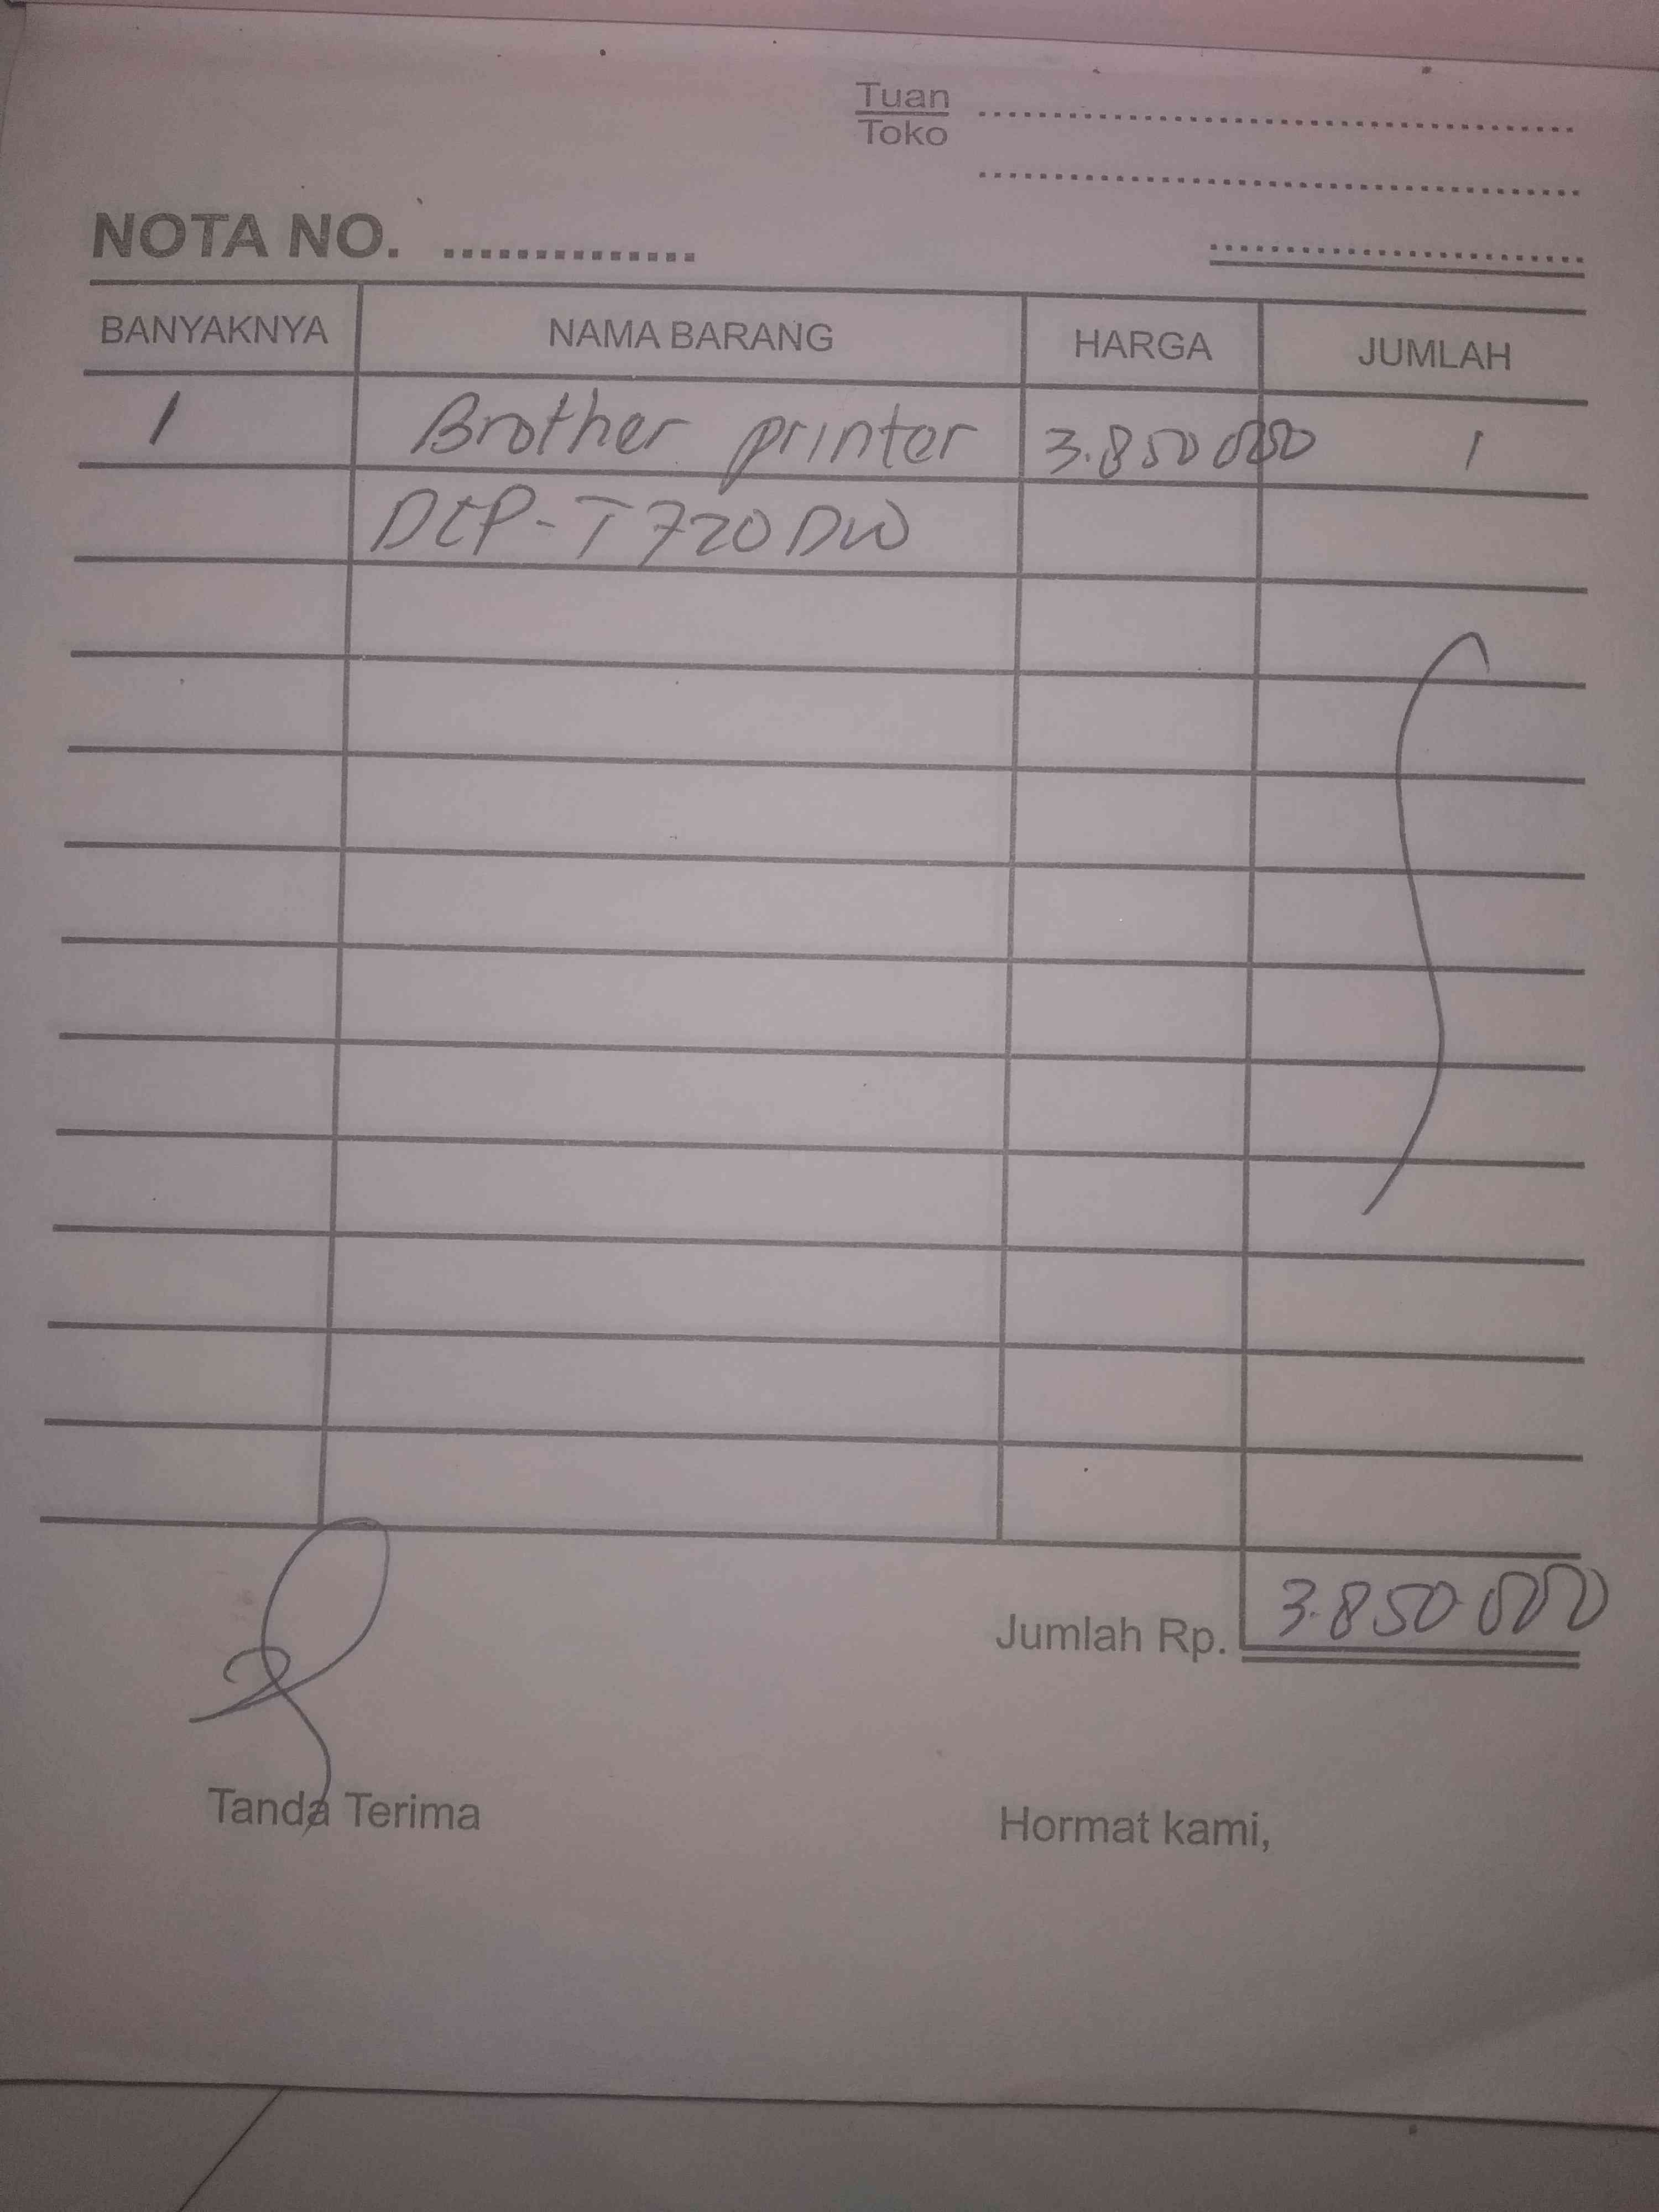 Tuan
Toko
NOTA NO. ..............
BANYAKNYA NAMA BARANG HARGA JUMLAH
1 Brother printer 3.850 000 1
DCP-T720DW
Jumlah Rp. 3.850 000
Tanda Terima Hormat kami,